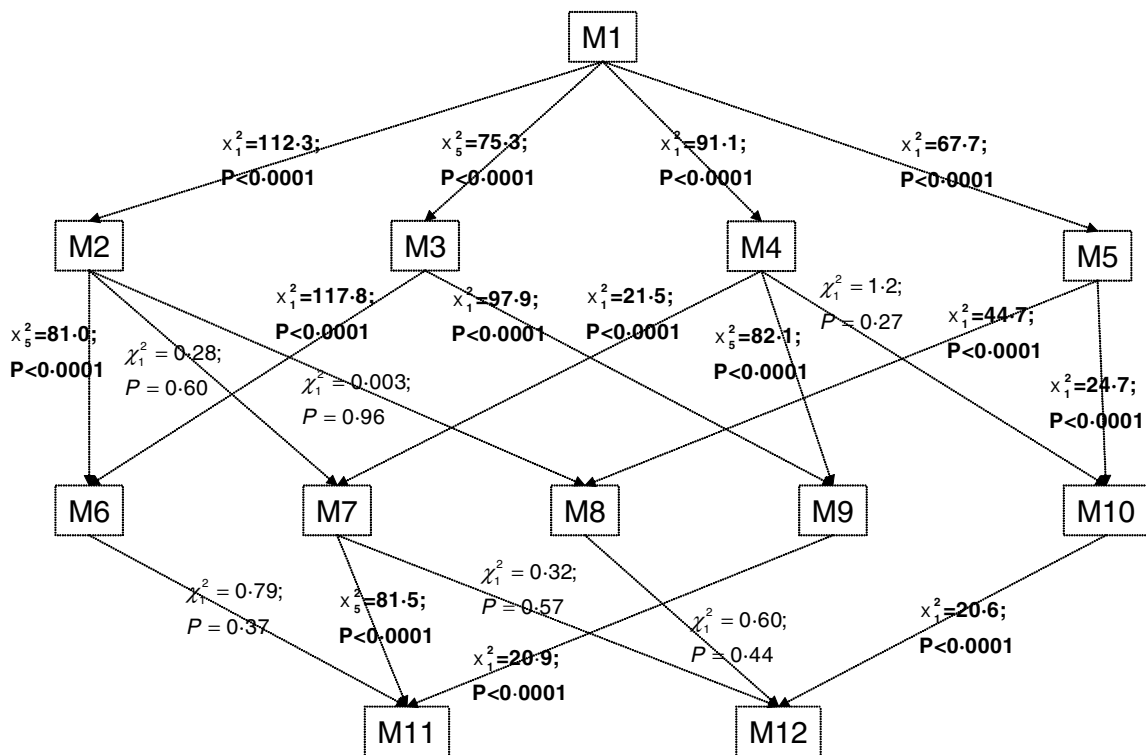 M1
χ²₁=112·3;
P<0·0001
χ²₅=75·3;
P<0·0001
χ²₁=91·1;
P<0·0001
χ²₁=67·7;
P<0·0001
M2
M3
M4
M5
χ²₅=81·0;
P<0·0001
χ²₁ = 0·28;
P = 0·60
χ²₁ = 0·003;
P = 0·96
χ²₁=117·8;
P<0·0001
χ²₁=97·9;
P<0·0001
χ²₁=21·5;
P<0·0001
χ²₅=82·1;
P<0·0001
χ²₁ = 1·2;
P = 0·27
χ²₁=44·7;
P<0·0001
χ²₁=24·7;
P<0·0001
M6
M7
M8
M9
M10
χ²₁ = 0·79;
P = 0·37
χ²₅=81·5;
P<0·0001
χ²₁ = 0·32;
P = 0·57
χ²₁=20·9;
P<0·0001
χ²₁ = 0·60;
P = 0·44
χ²₁=20·6;
P<0·0001
M11
M12